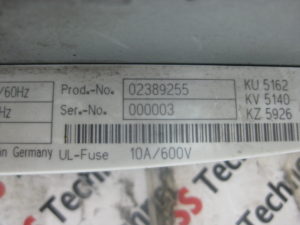 /60Hz
Prod.-No. 02389255 KU 5162
Hz
Ser.-No. 000003 KV 5140
KZ 5926
in Germany UL-Fuse 10A/600V